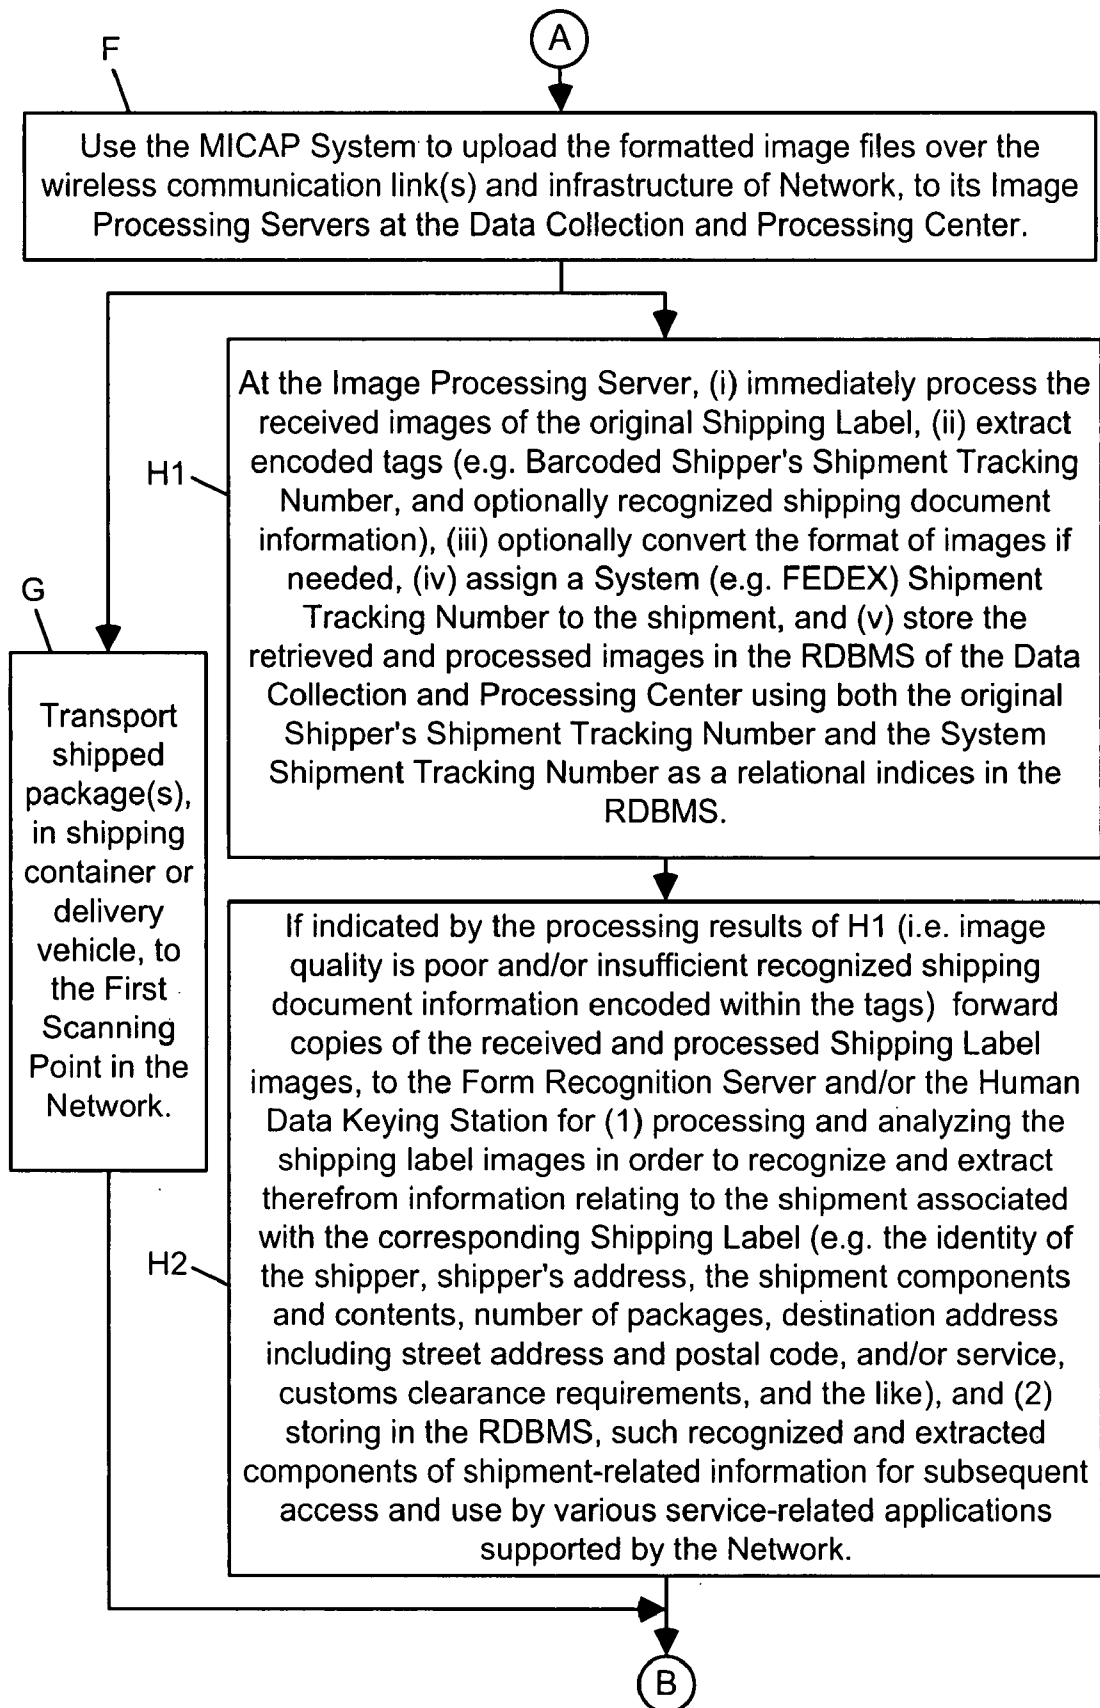 A
F
Use the MICAP System to upload the formatted image files over the
wireless communication link(s) and infrastructure of Network, to its Image
Processing Servers at the Data Collection and Processing Center.
H1
At the Image Processing Server, (i) immediately process the
received images of the original Shipping Label, (ii) extract
encoded tags (e.g. Barcoded Shipper's Shipment Tracking
Number, and optionally recognized shipping document
information), (iii) optionally convert the format of images if
needed, (iv) assign a System (e.g. FEDEX) Shipment
Tracking Number to the shipment, and (v) store the
retrieved and processed images in the RDBMS of the Data
Collection and Processing Center using both the original
Shipper's Shipment Tracking Number and the System
Shipment Tracking Number as a relational indices in the
RDBMS.
G
Transport
shipped
package(s),
in shipping
container or
delivery
vehicle, to
the First
Scanning
Point in the
Network.
H2
If indicated by the processing results of H1 (i.e. image
quality is poor and/or insufficient recognized shipping
document information encoded within the tags) forward
copies of the received and processed Shipping Label
images, to the Form Recognition Server and/or the Human
Data Keying Station for (1) processing and analyzing the
shipping label images in order to recognize and extract
therefrom information relating to the shipment associated
with the corresponding Shipping Label (e.g. the identity of
the shipper, shipper's address, the shipment components
and contents, number of packages, destination address
including street address and postal code, and/or service,
customs clearance requirements, and the like), and (2)
storing in the RDBMS, such recognized and extracted
components of shipment-related information for subsequent
access and use by various service-related applications
supported by the Network.
B